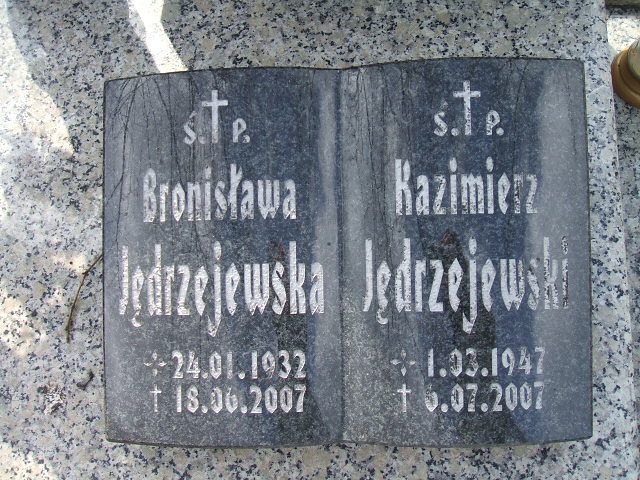 ś. p.
Bronisława
Jędrzejewska
24.01.1932
† 18.06.2007
ś. p.
Kazimierz
Jędrzejewski
1.03.1947
† 6.07.2007